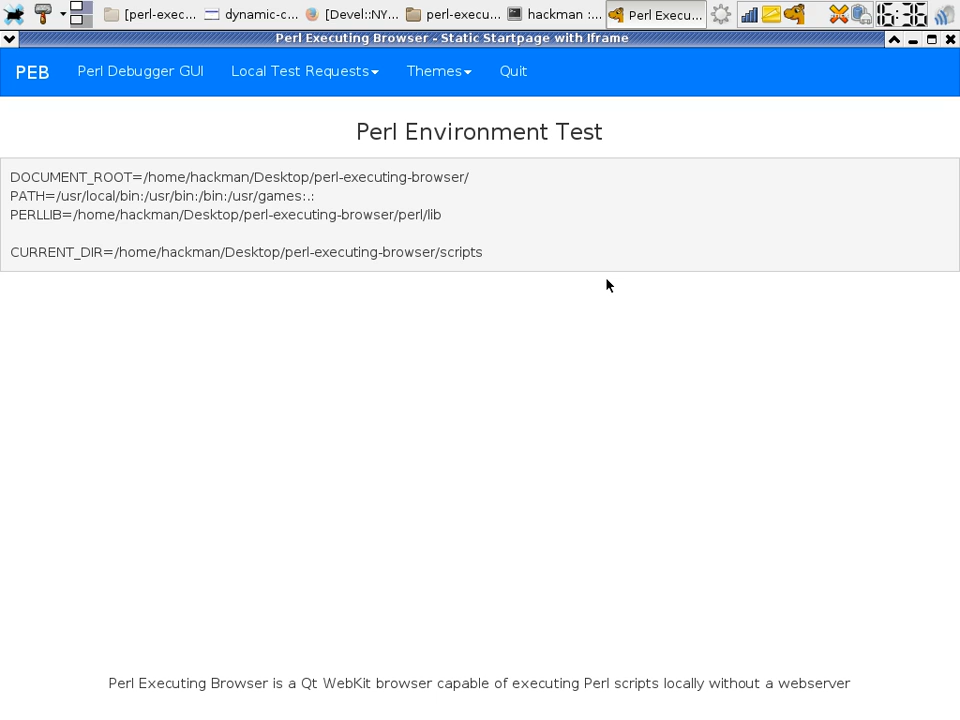 [perl-exec... dynamic-c... [Devel::NY... perl-execu... hackman :... Perl Execu... 16:36
Perl Executing Browser - Static Startpage with Iframe
PEB Perl Debugger GUI Local Test Requests Themes Quit
Perl Environment Test
DOCUMENT_ROOT=/home/hackman/Desktop/perl-executing-browser/
PATH=/usr/local/bin:/usr/bin:/bin:/usr/games:.:
PERLLIB=/home/hackman/Desktop/perl-executing-browser/perl/lib
CURRENT_DIR=/home/hackman/Desktop/perl-executing-browser/scripts
Perl Executing Browser is a Qt WebKit browser capable of executing Perl scripts locally without a webserver